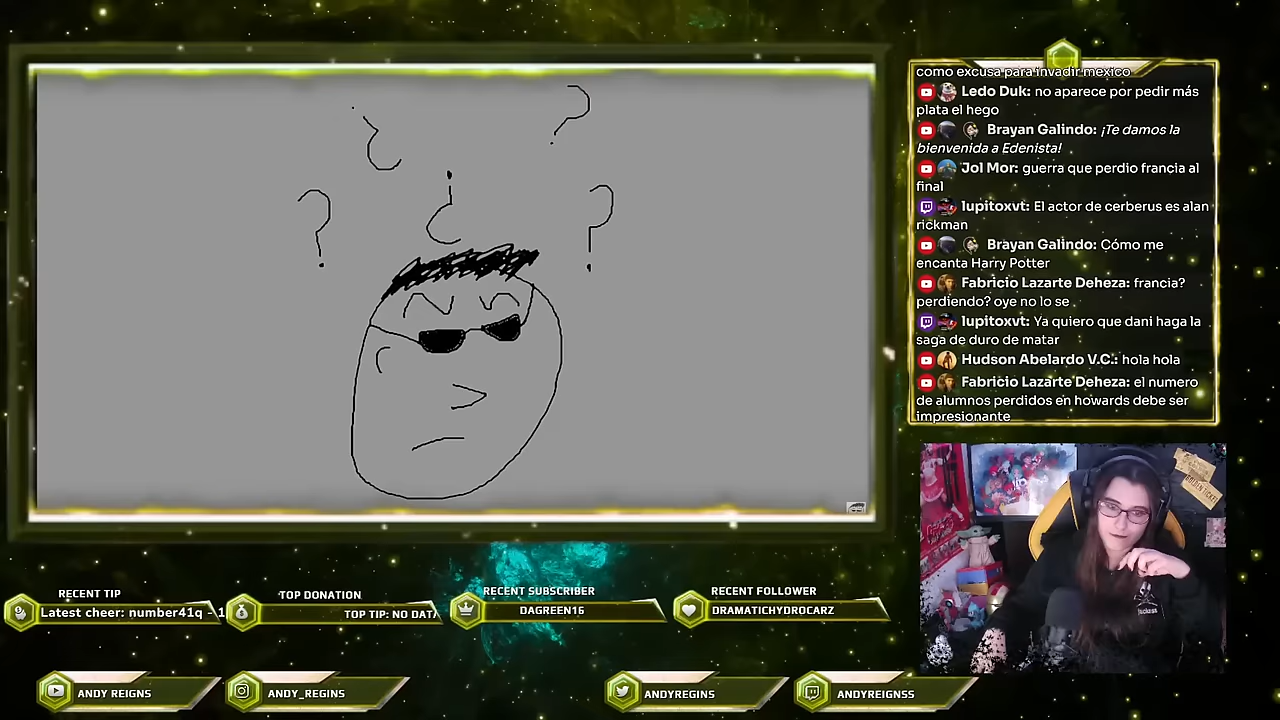 como excusa para invadir mexico
Ledo Duk: no aparece por pedir más
plata el hego
Brayan Galindo: ¡Te damos la
bienvenida a Edenista!
Jol Mor: guerra que perdio francia al
final
lupitoxvt: El actor de cerberus es alan
rickman
Brayan Galindo: Cómo me
encanta Harry Potter
Fabricio Lazarte Deheza: francia?
perdiendo? oye no lo se
lupitoxvt: Ya quiero que dani haga la
saga de duro de matar
Hudson Abelardo V.C.: hola hola
Fabricio Lazarte Deheza: el numero
de alumnos perdidos en howards debe ser
impresionante
? ? ? ? ?
RECENT TIP
Latest cheer: number41q - 1
TOP DONATION
TOP TIP: NO DATA
RECENT SUBSCRIBER
DAGREEN16
RECENT FOLLOWER
DRAMATICHYDROCARZ
ANDY REIGNS
ANDY_REGINS
ANDYREGINS
ANDYREIGNSS